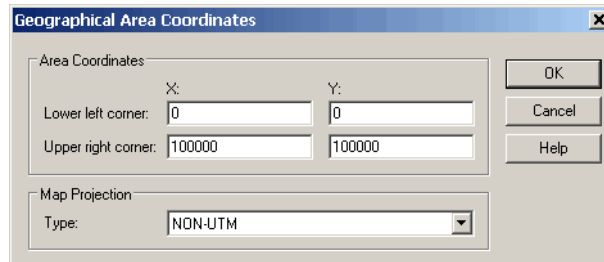 Geographical Area Coordinates
Area Coordinates
X: Y:
OK
Lower left corner: 0 0
Cancel
Upper right corner: 100000 100000
Help
Map Projection
Type: NON-UTM